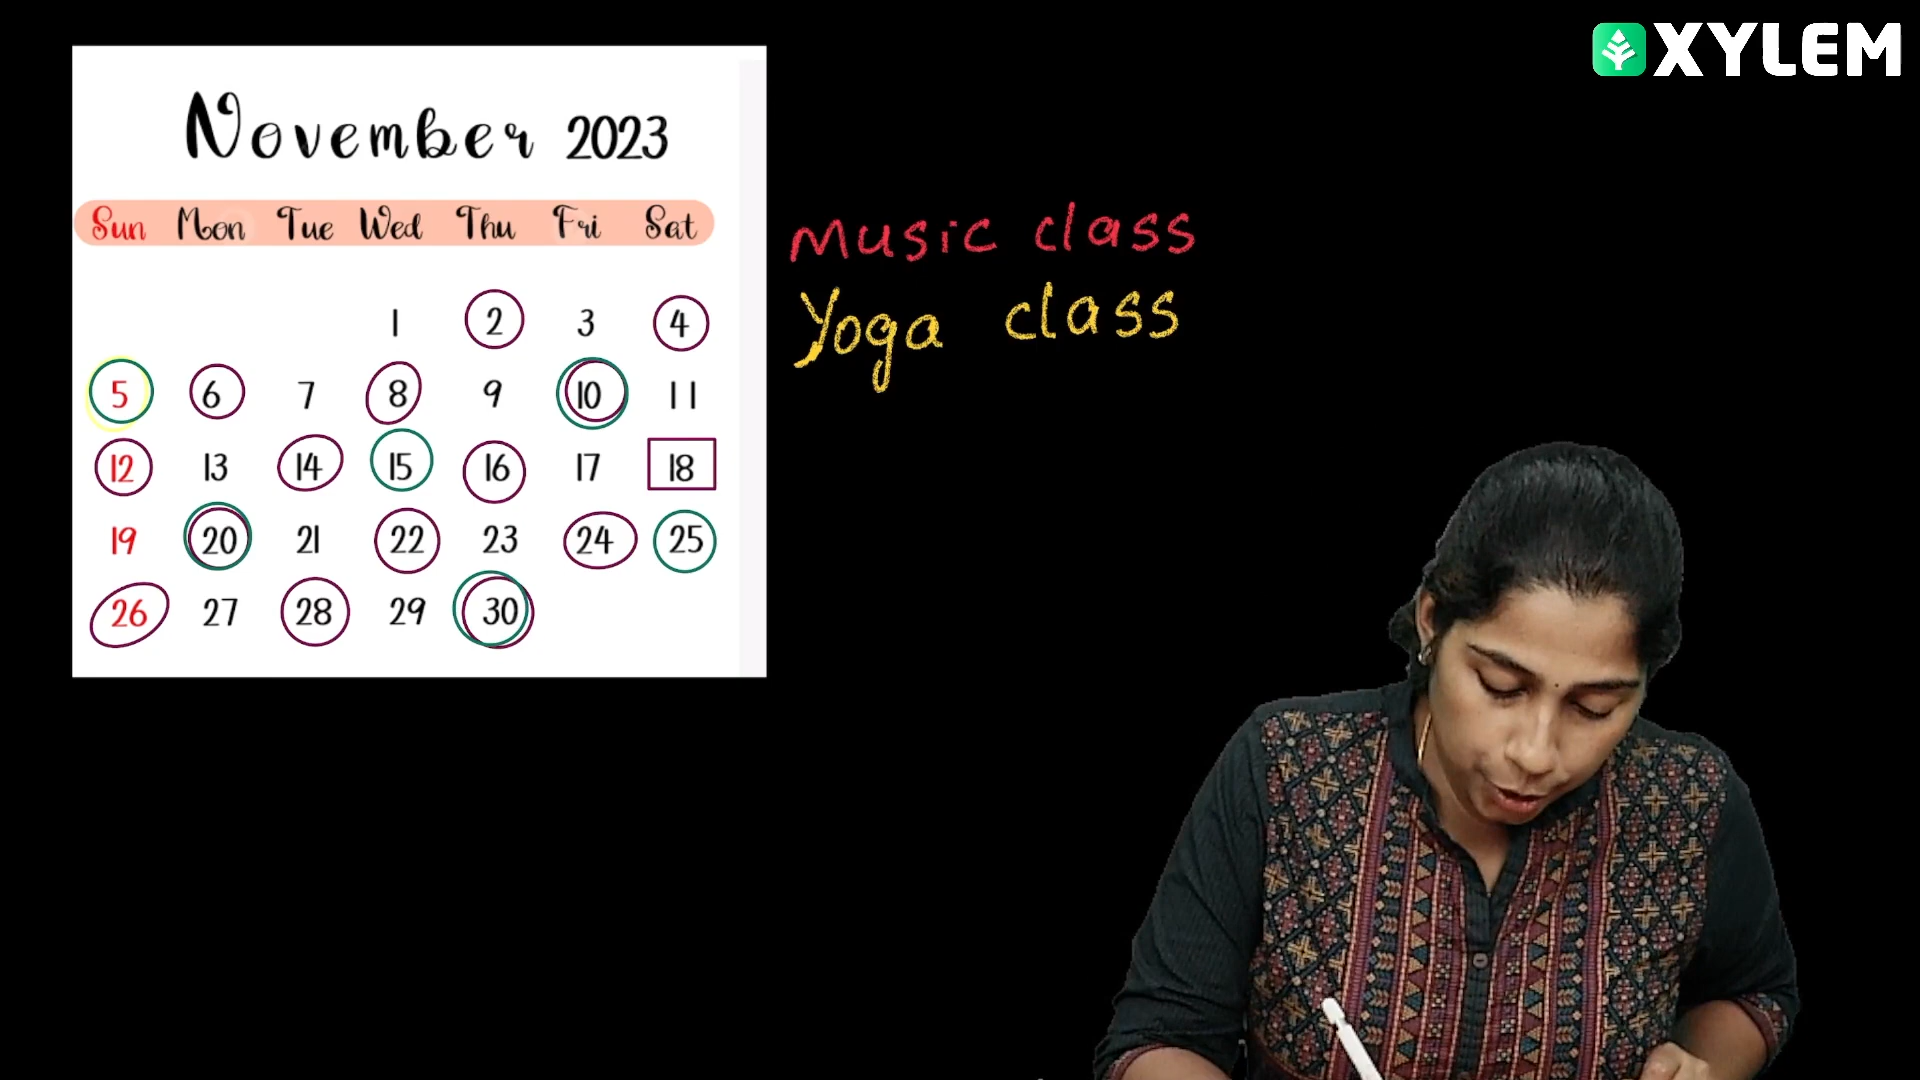 XYLEM
November 2023
Sun Mon Tue Wed Thu Fri Sat
1 2 3 4
5 6 7 8 9 10 11
12 13 14 15 16 17 18
19 20 21 22 23 24 25
26 27 28 29 30
Music class
Yoga class